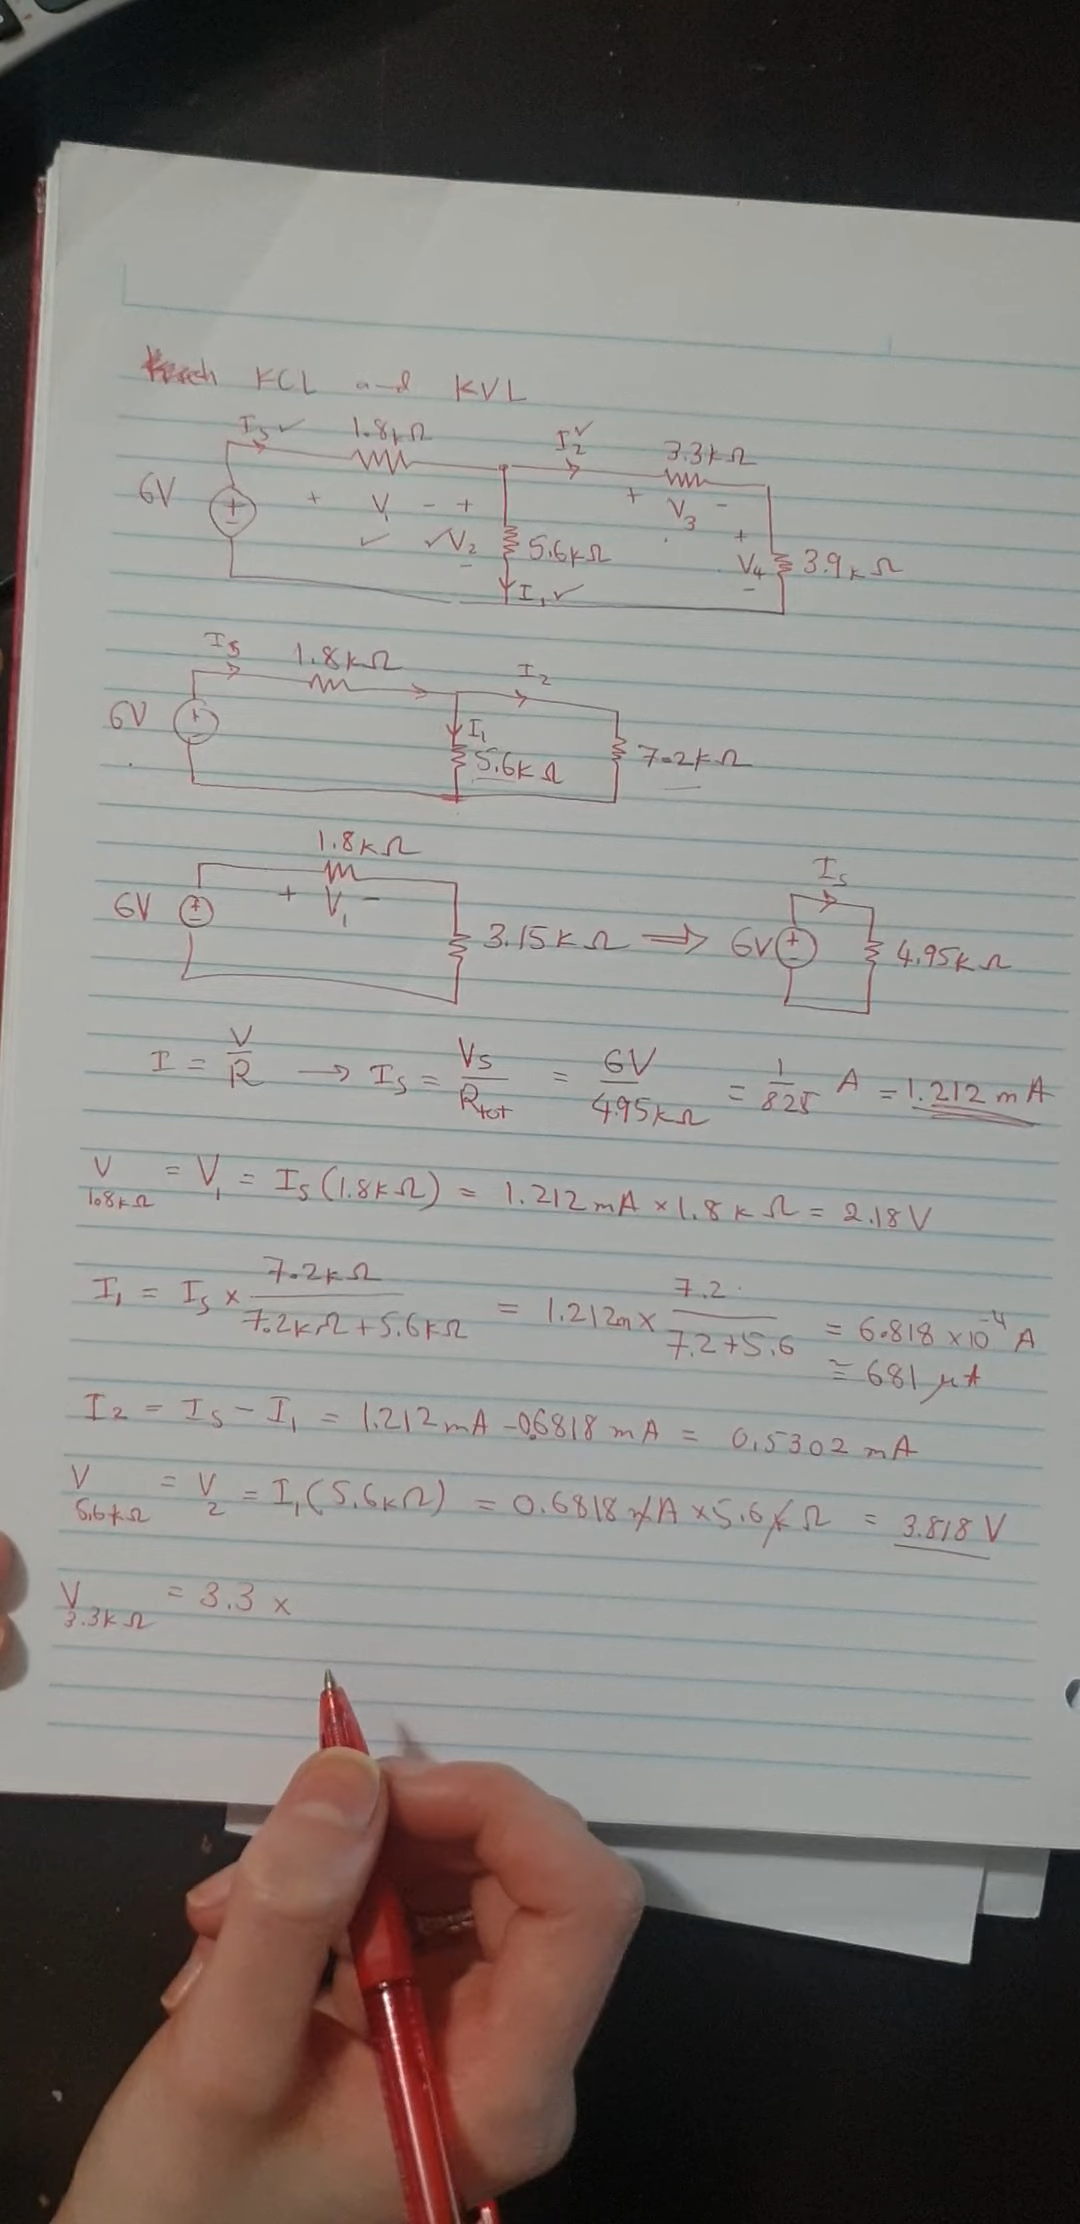 KCL and KVL
Is ✓ 1.8kΩ I2 ✓ 3.3kΩ
6V + V1 - + + V3 -
✓ ✓V2 - 5.6kΩ + V4 - 3.9kΩ
I1 ✓
Is 1.8kΩ I2
6V I1 5.6kΩ 7.2kΩ
1.8kΩ Is
6V + V1 - 3.15kΩ ⇒ 6V 4.95kΩ
I = V/R → Is = Vs/Rtot = 6V/4.95kΩ = 1/825 A = 1.212 mA
V1.8kΩ = V1 = Is (1.8kΩ) = 1.212 mA × 1.8kΩ = 2.18V
I1 = Is × 7.2kΩ/7.2kΩ+5.6kΩ = 1.212m × 7.2/7.2+5.6 = 6.818 × 10^-4 A
≅ 681 μA
I2 = Is - I1 = 1.212 mA - 0.6818 mA = 0.5302 mA
V5.6kΩ = V2 = I1 (5.6kΩ) = 0.6818 mA × 5.6 kΩ = 3.818 V
V3.3kΩ = 3.3 ×